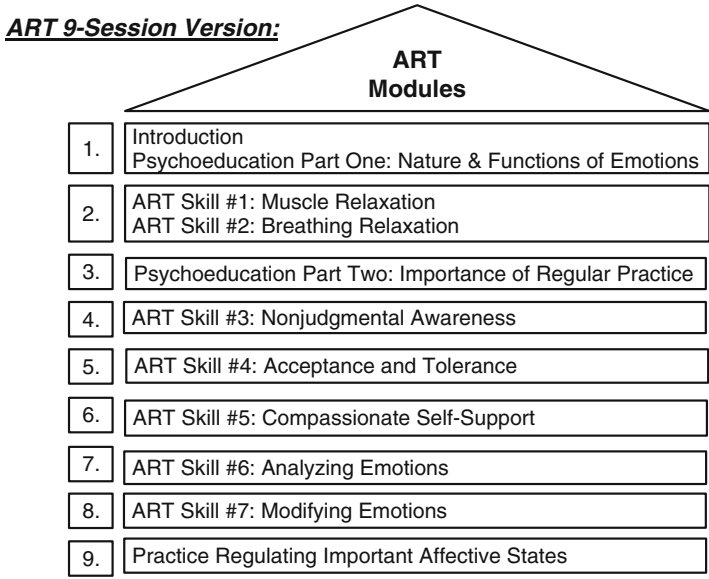 ART 9-Session Version:
ART
Modules
1.
Introduction
Psychoeducation Part One: Nature & Functions of Emotions
2.
ART Skill #1: Muscle Relaxation
ART Skill #2: Breathing Relaxation
3.
Psychoeducation Part Two: Importance of Regular Practice
4.
ART Skill #3: Nonjudgmental Awareness
5.
ART Skill #4: Acceptance and Tolerance
6.
ART Skill #5: Compassionate Self-Support
7.
ART Skill #6: Analyzing Emotions
8.
ART Skill #7: Modifying Emotions
9.
Practice Regulating Important Affective States